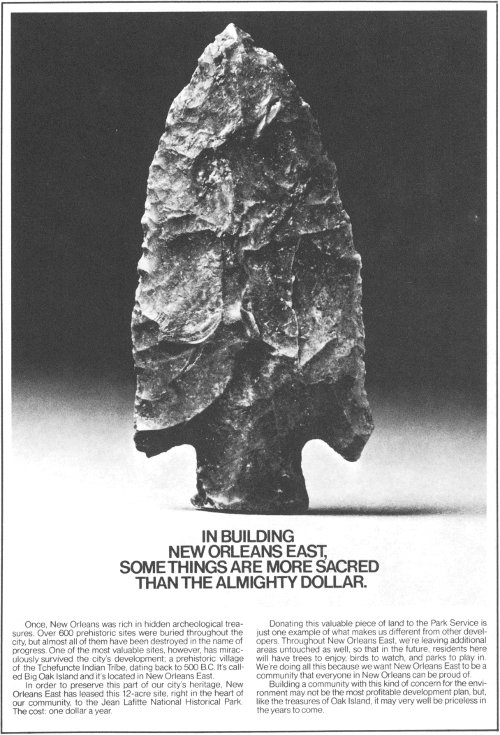 IN BUILDING
NEW ORLEANS EAST,
SOME THINGS ARE MORE SACRED
THAN THE ALMIGHTY DOLLAR.
Once, New Orleans was rich in hidden archeological trea-
sures. Over 600 prehistoric sites were buried throughout the
city, but almost all of them have been destroyed in the name of
progress. One of the most valuable sites, however, has mirac-
ulously survived the city's development; a prehistoric village
of the Tchefuncte Indian Tribe, dating back to 500 B.C. It's call-
ed Big Oak Island and it's located in New Orleans East.
In order to preserve this part of our city's heritage, New
Orleans East has leased this 12-acre site, right in the heart of
our community, to the Jean Lafitte National Historical Park.
The cost: one dollar a year.
Donating this valuable piece of land to the Park Service is
just one example of what makes us different from other devel-
opers. Throughout New Orleans East, we're leaving additional
areas untouched as well, so that in the future, residents here
will have trees to enjoy, birds to watch, and parks to play in.
We're doing all this because we want New Orleans East to be a
community that everyone in New Orleans can be proud of.
Building a community with this kind of concern for the envi-
ronment may not be the most profitable development plan, but,
like the treasures of Oak Island, it may very well be priceless in
the years to come.